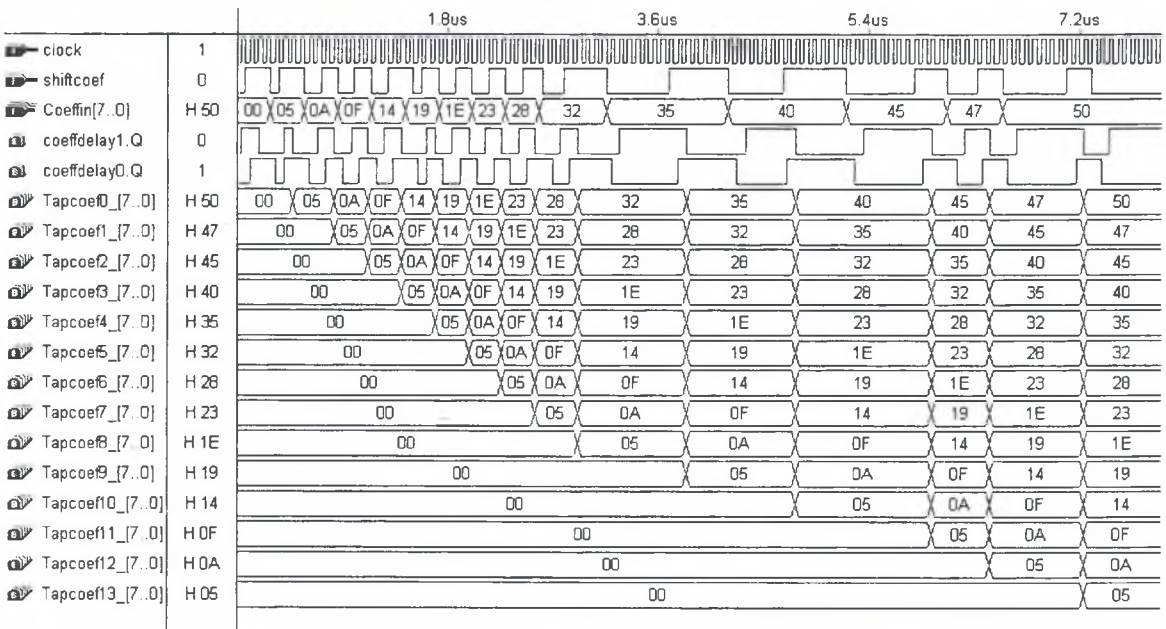 1.8us 3.6us 5.4us 7.2us
clock 1
shiftcoef 0
Coeffin[7..0] H 50 00 05 0A 0F 14 19 1E 23 28 32 35 40 45 47 50
coeffdelay1.Q 0
coeffdelay0.Q 1
Tapcoef0_[7..0] H 50 00 05 0A 0F 14 19 1E 23 28 32 35 40 45 47 50
Tapcoef1_[7..0] H 47 00 05 0A 0F 14 19 1E 23 28 32 35 40 45 47
Tapcoef2_[7..0] H 45 00 05 0A 0F 14 19 1E 23 28 32 35 40 45
Tapcoef3_[7..0] H 40 00 05 0A 0F 14 19 1E 23 28 32 35 40
Tapcoef4_[7..0] H 35 00 05 0A 0F 14 19 1E 23 28 32 35
Tapcoef5_[7..0] H 32 00 05 0A 0F 14 19 1E 23 28 32
Tapcoef6_[7..0] H 28 00 05 0A 0F 14 19 1E 23 28
Tapcoef7_[7..0] H 23 00 05 0A 0F 14 19 1E 23
Tapcoef8_[7..0] H 1E 00 05 0A 0F 14 19 1E
Tapcoef9_[7..0] H 19 00 05 0A 0F 14 19
Tapcoef10_[7..0] H 14 00 05 0A 0F 14
Tapcoef11_[7..0] H 0F 00 05 0A 0F
Tapcoef12_[7..0] H 0A 00 05 0A
Tapcoef13_[7..0] H 05 00 05